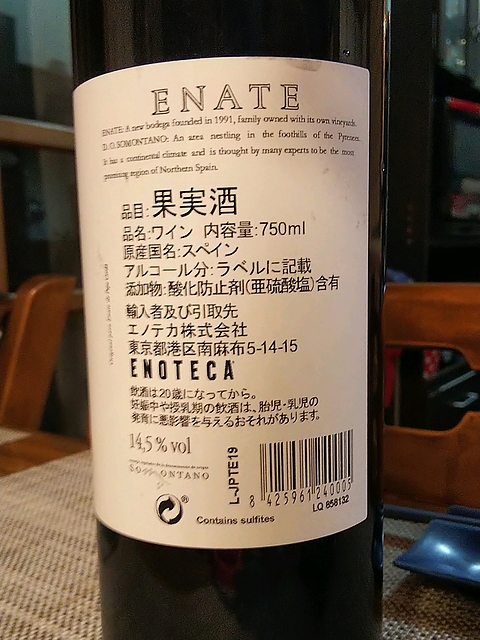 ENATE
ENATE: A new bodega founded in 1991, family owned with its own vineyards.
D.O.SOMONTANO: An area nestling in the foothills of the Pyrenees.
It has a continental climate and is thought by many experts to be the most
promising region of Northern Spain.
品目:果実酒
品名:ワイン 内容量:750ml
原産国名:スペイン
アルコール分:ラベルに記載
添加物:酸化防止剤(亜硫酸塩)含有
輸入者及び引取先
エノテカ株式会社
東京都港区南麻布5-14-15
ENOTECA
飲酒は20歳になってから。
妊娠中や授乳期の飲酒は、胎児・乳児の
発育に悪影響を与えるおそれがあります。
14,5 % vol
SOMONTANO
L-JPTE19
8 425961 240005
LQ 858132
Contains sulfites